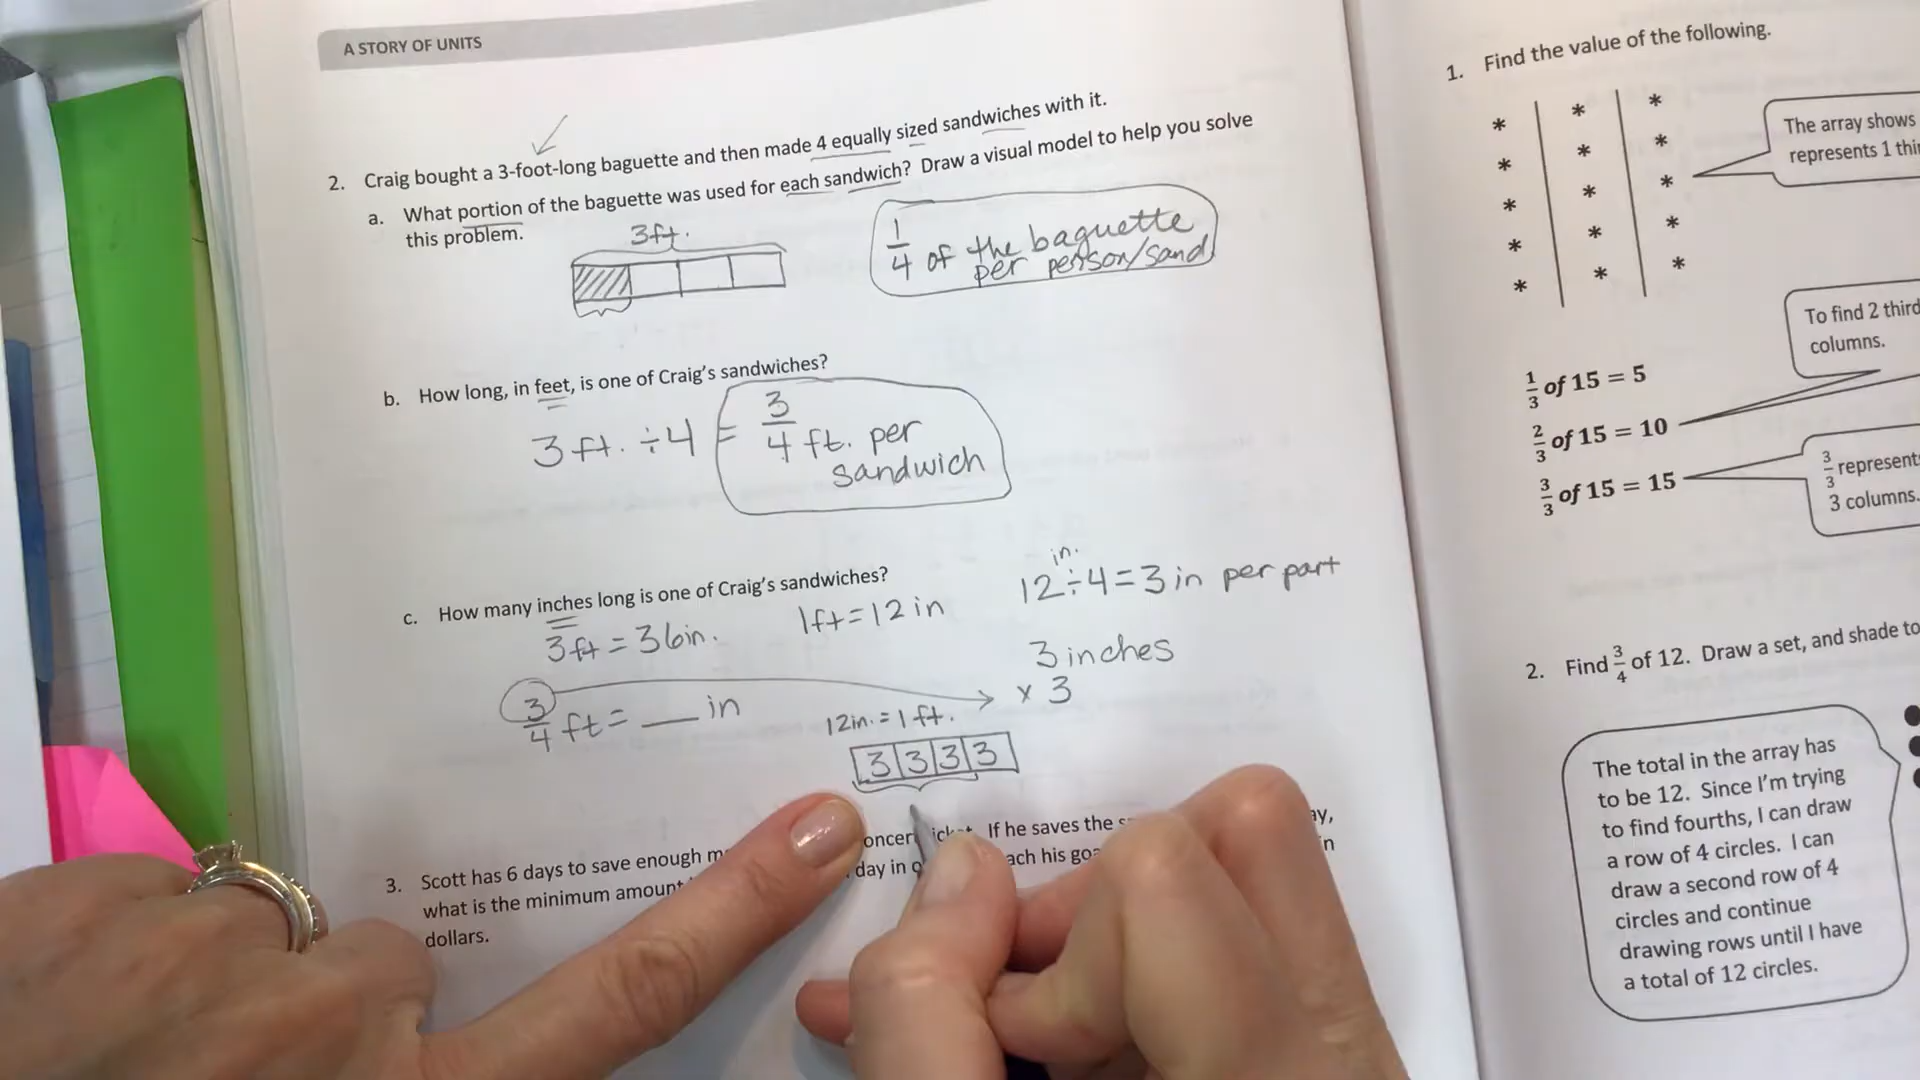 A STORY OF UNITS
2. Craig bought a 3-foot-long baguette and then made 4 equally sized sandwiches with it.
a. What portion of the baguette was used for each sandwich? Draw a visual model to help you solve
this problem.
3ft.
1/4 of the baguette
per person/sand
b. How long, in feet, is one of Craig's sandwiches?
3 ft. ÷ 4 = 3/4 ft. per
sandwich
c. How many inches long is one of Craig's sandwiches?
3ft = 36in.
1ft = 12 in
in.
12 ÷ 4 = 3 in per part
3 inches
x 3
3/4 ft = __ in
12in. = 1 ft.
3 3 3 3
3. Scott has 6 days to save enough If he saves the
what is the minimum day in his
dollars.
1. Find the value of the following.
* * *
* * *
* * *
* * *
* * *
The array shows
represents 1
To find 2
columns.
1/3 of 15 = 5
2/3 of 15 = 10
3/3 of 15 = 15
3/3
3 columns.
2. Find 3/4 of 12. Draw a set, and shade to
The total in the array has
to be 12. Since I'm trying
to find fourths, I can draw
a row of 4 circles. I can
draw a second row of 4
circles and continue
drawing rows until I have
a total of 12 circles.